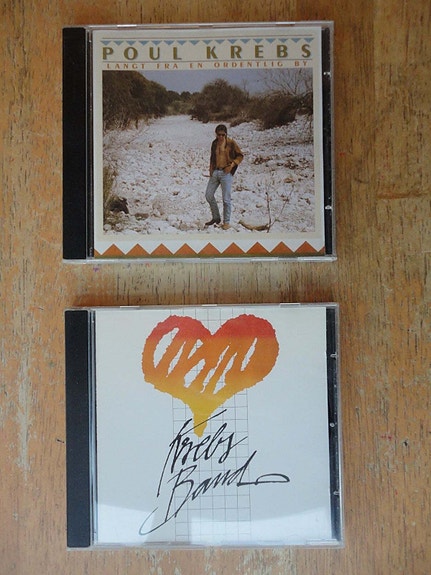 POUL KREBS
LANGT FRA EN ORDENTLIG BY
Krebs
Band